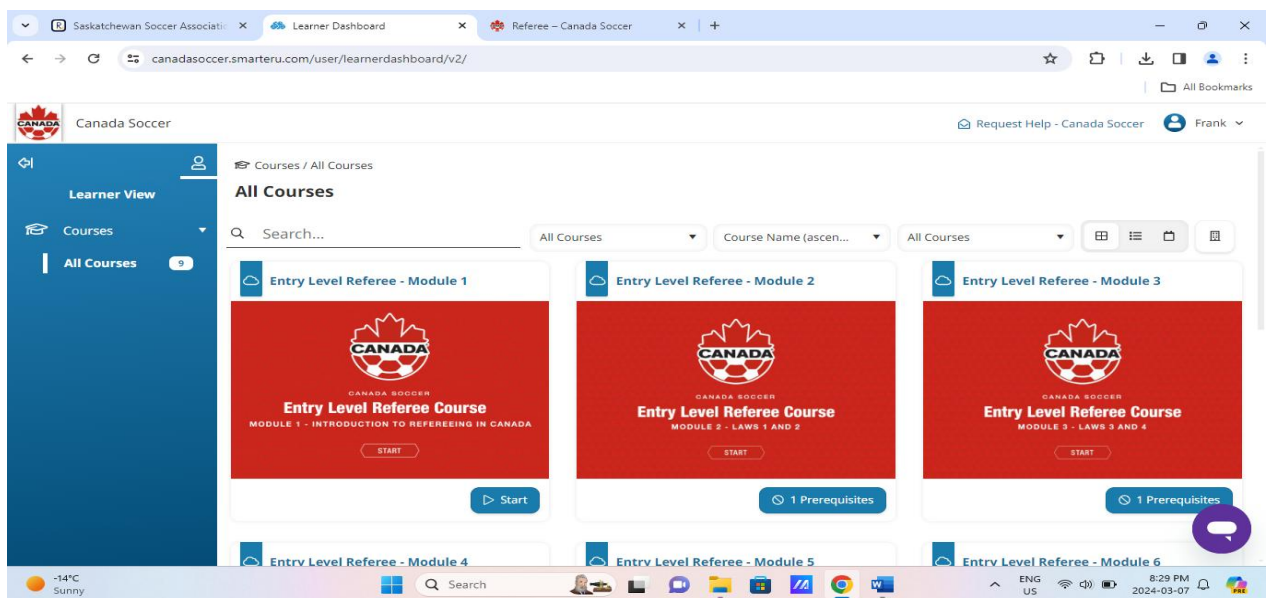 Saskatchewan Soccer Associatic
Learner Dashboard
Referee – Canada Soccer
canadasoccer.smarteru.com/user/learnerdashboard/v2/
All Bookmarks
CANADA
Canada Soccer
Request Help - Canada Soccer
Frank
Learner View
Courses
All Courses 9
Courses / All Courses
All Courses
Search...
All Courses
Course Name (ascen...
All Courses
Entry Level Referee - Module 1
CANADA
CANADA SOCCER
Entry Level Referee Course
MODULE 1 - INTRODUCTION TO REFEREEING IN CANADA
START
Start
Entry Level Referee - Module 2
CANADA
CANADA SOCCER
Entry Level Referee Course
MODULE 2 - LAWS 1 AND 2
START
1 Prerequisites
Entry Level Referee - Module 3
CANADA
CANADA SOCCER
Entry Level Referee Course
MODULE 3 - LAWS 3 AND 4
START
1 Prerequisites
Entry Level Referee - Module 4
Entry Level Referee - Module 5
Entry Level Referee - Module 6
-14°C
Sunny
Search
ENG
US
8:29 PM
2024-03-07
PRE